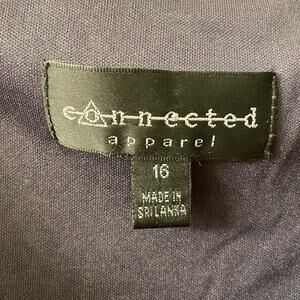 connected
apparel
16
MADE IN
SRI LANKA